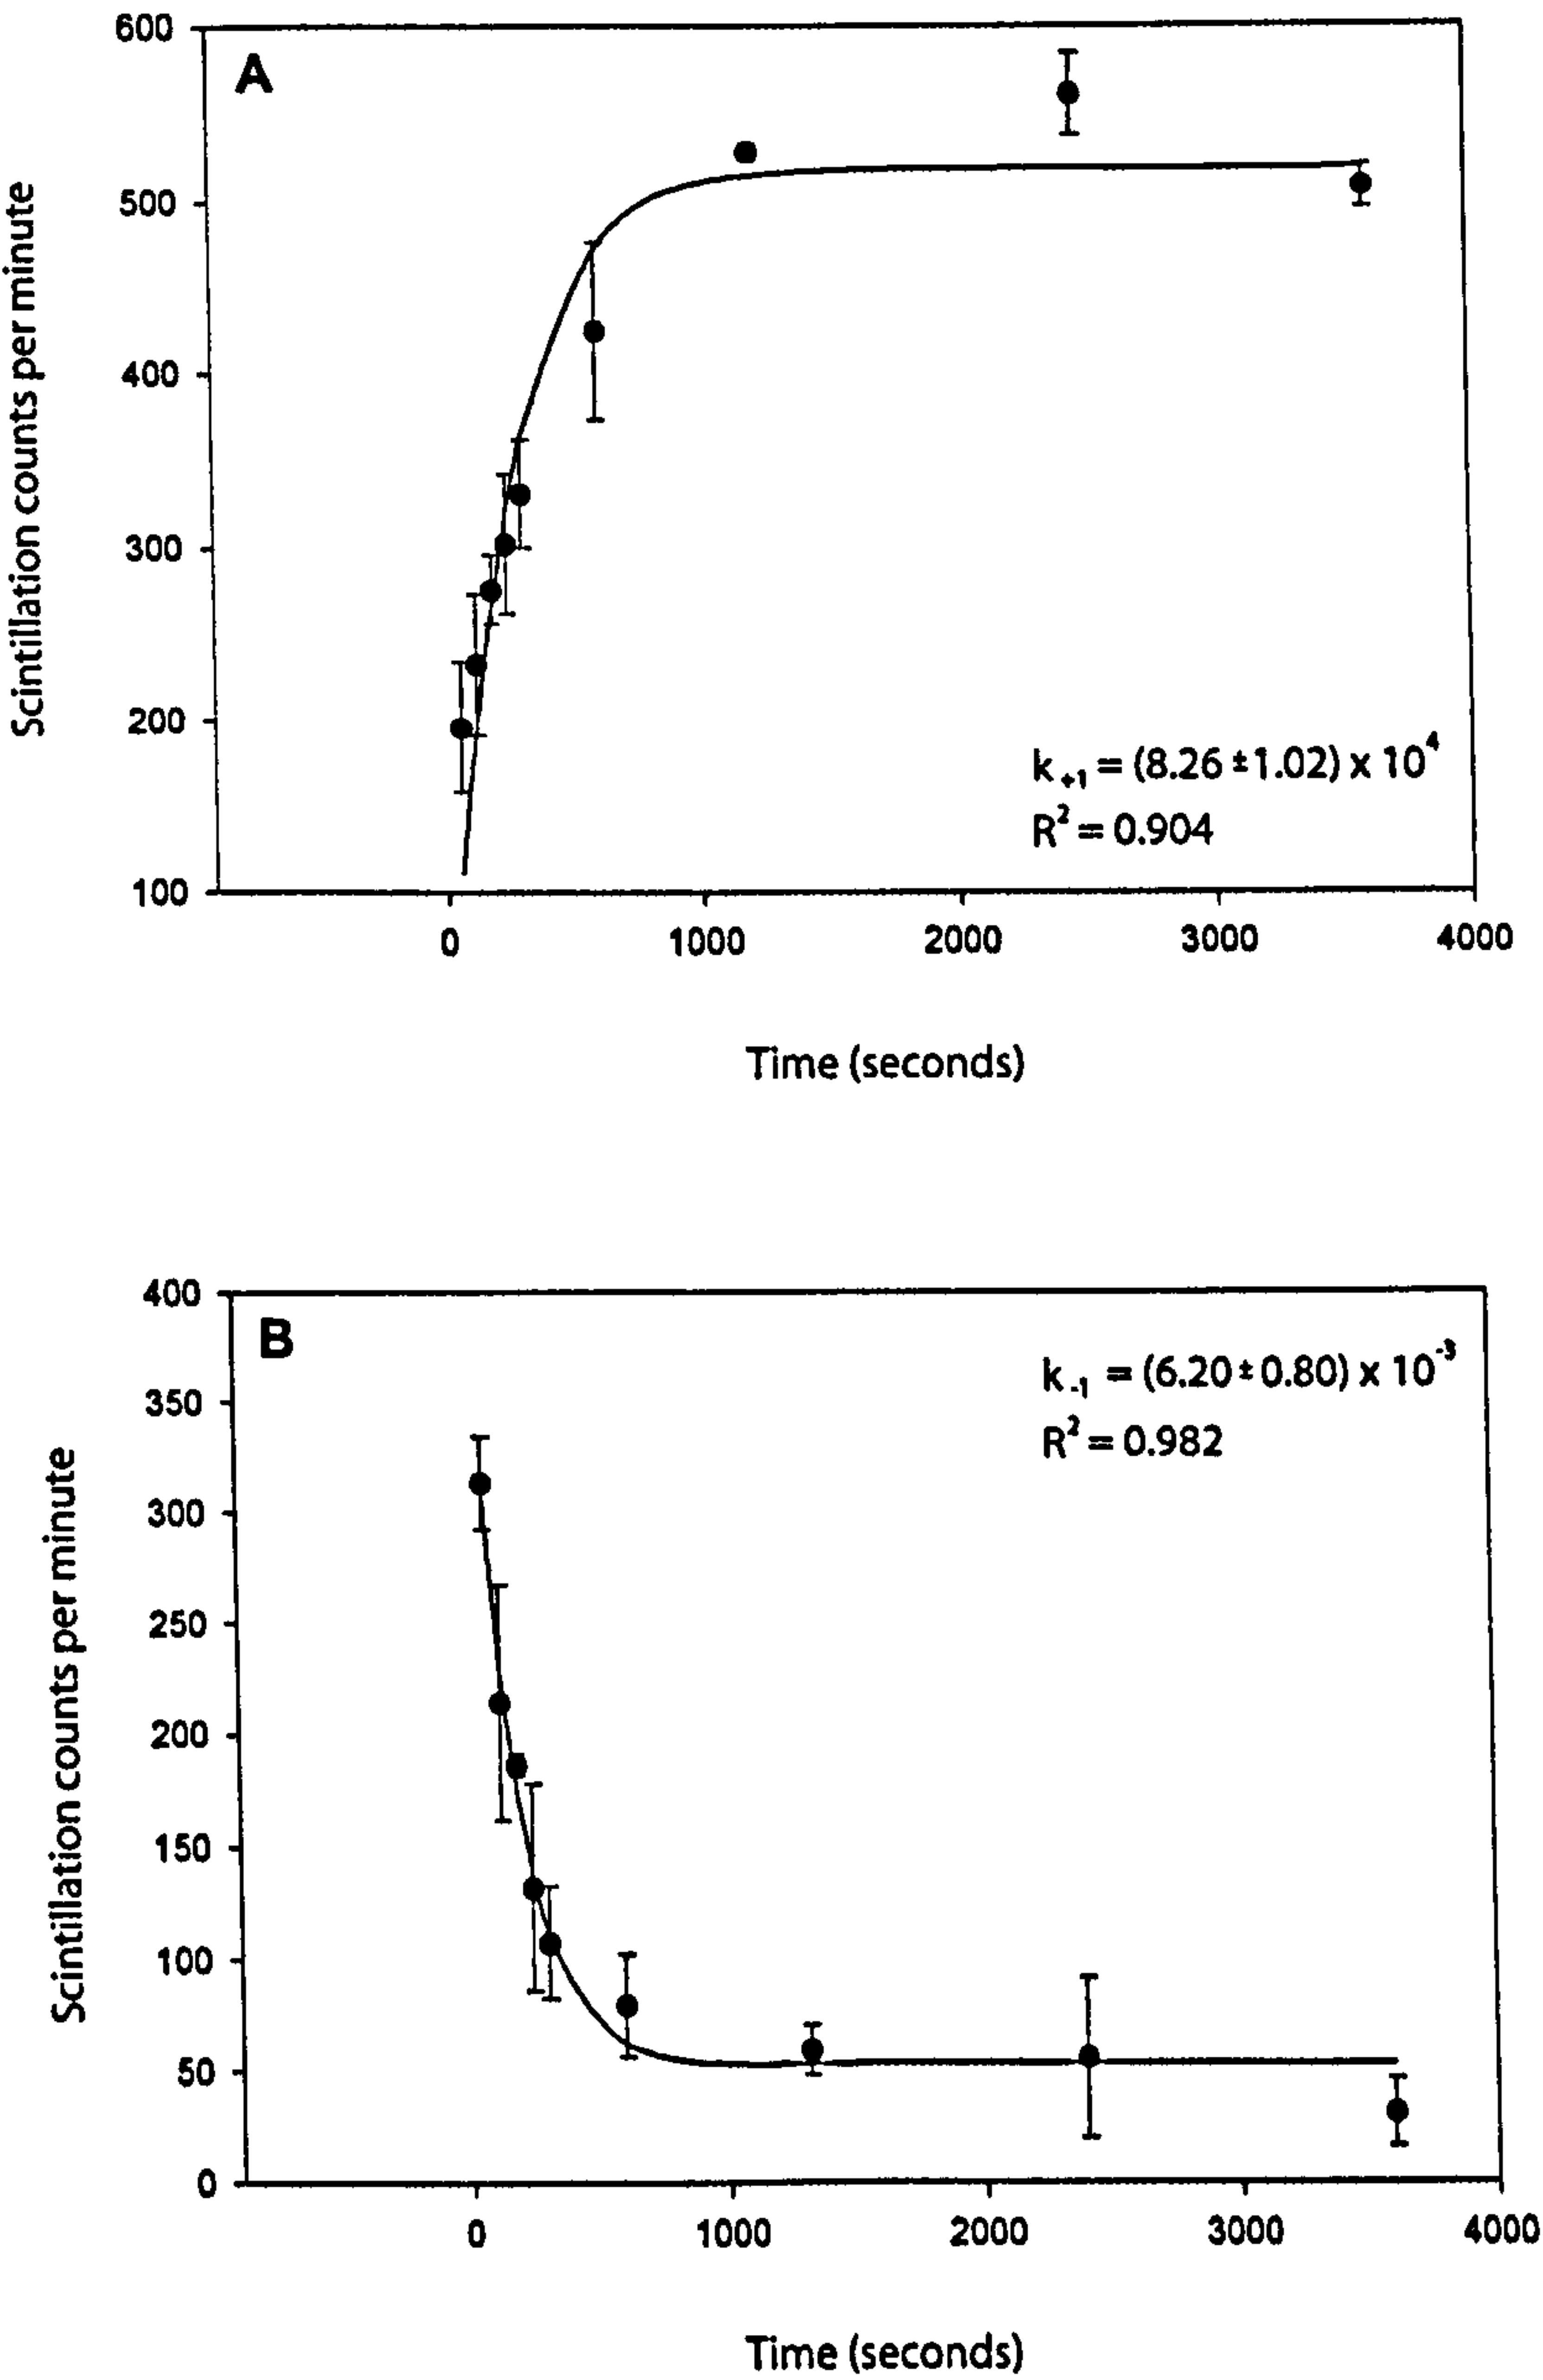 A
Scintillation counts per minute
600
500
400
300
200
100
k+1 = (8.26 ±1.02) x 10^4
R^2 = 0.904
0 1000 2000 3000 4000
Time (seconds)
B
Scintillation counts per minute
400
350
300
250
200
150
100
50
0
k-1 = (6.20 ± 0.80) x 10^-3
R^2 = 0.982
0 1000 2000 3000 4000
Time (seconds)